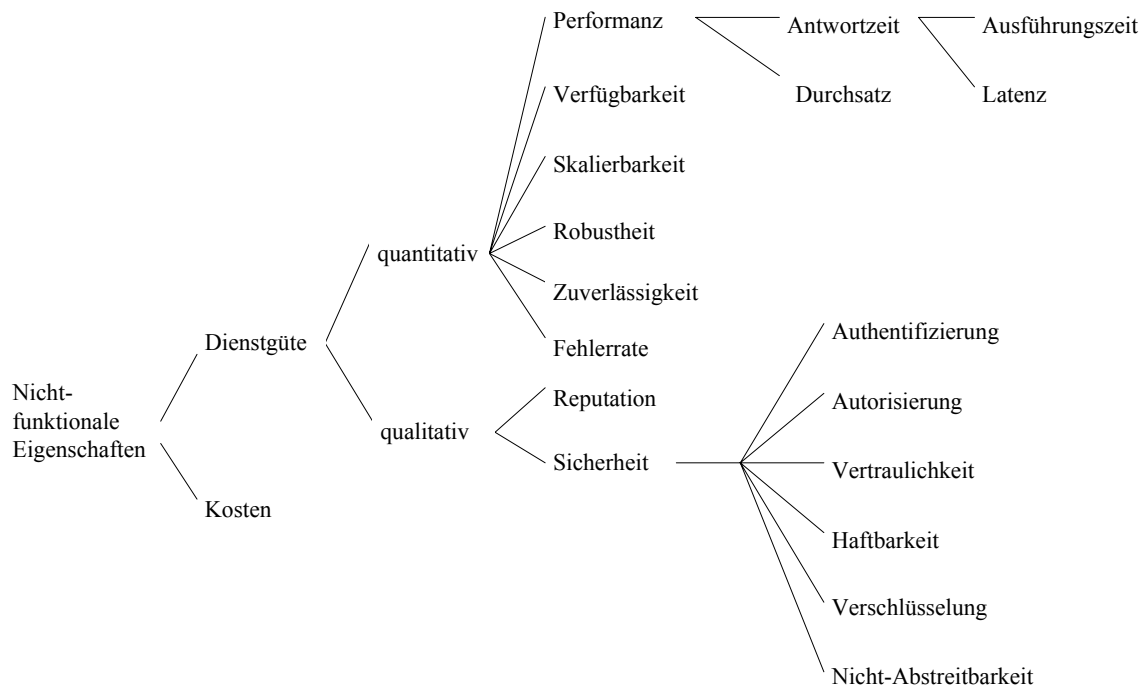 Performanz
Antwortzeit
Ausführungszeit
Verfügbarkeit
Durchsatz
Latenz
Skalierbarkeit
Robustheit
quantitativ
Zuverlässigkeit
Authentifizierung
Dienstgüte
Fehlerrate
Nicht-
funktionale
Eigenschaften
Reputation
Autorisierung
qualitativ
Sicherheit
Vertraulichkeit
Kosten
Haftbarkeit
Verschlüsselung
Nicht-Abstreitbarkeit